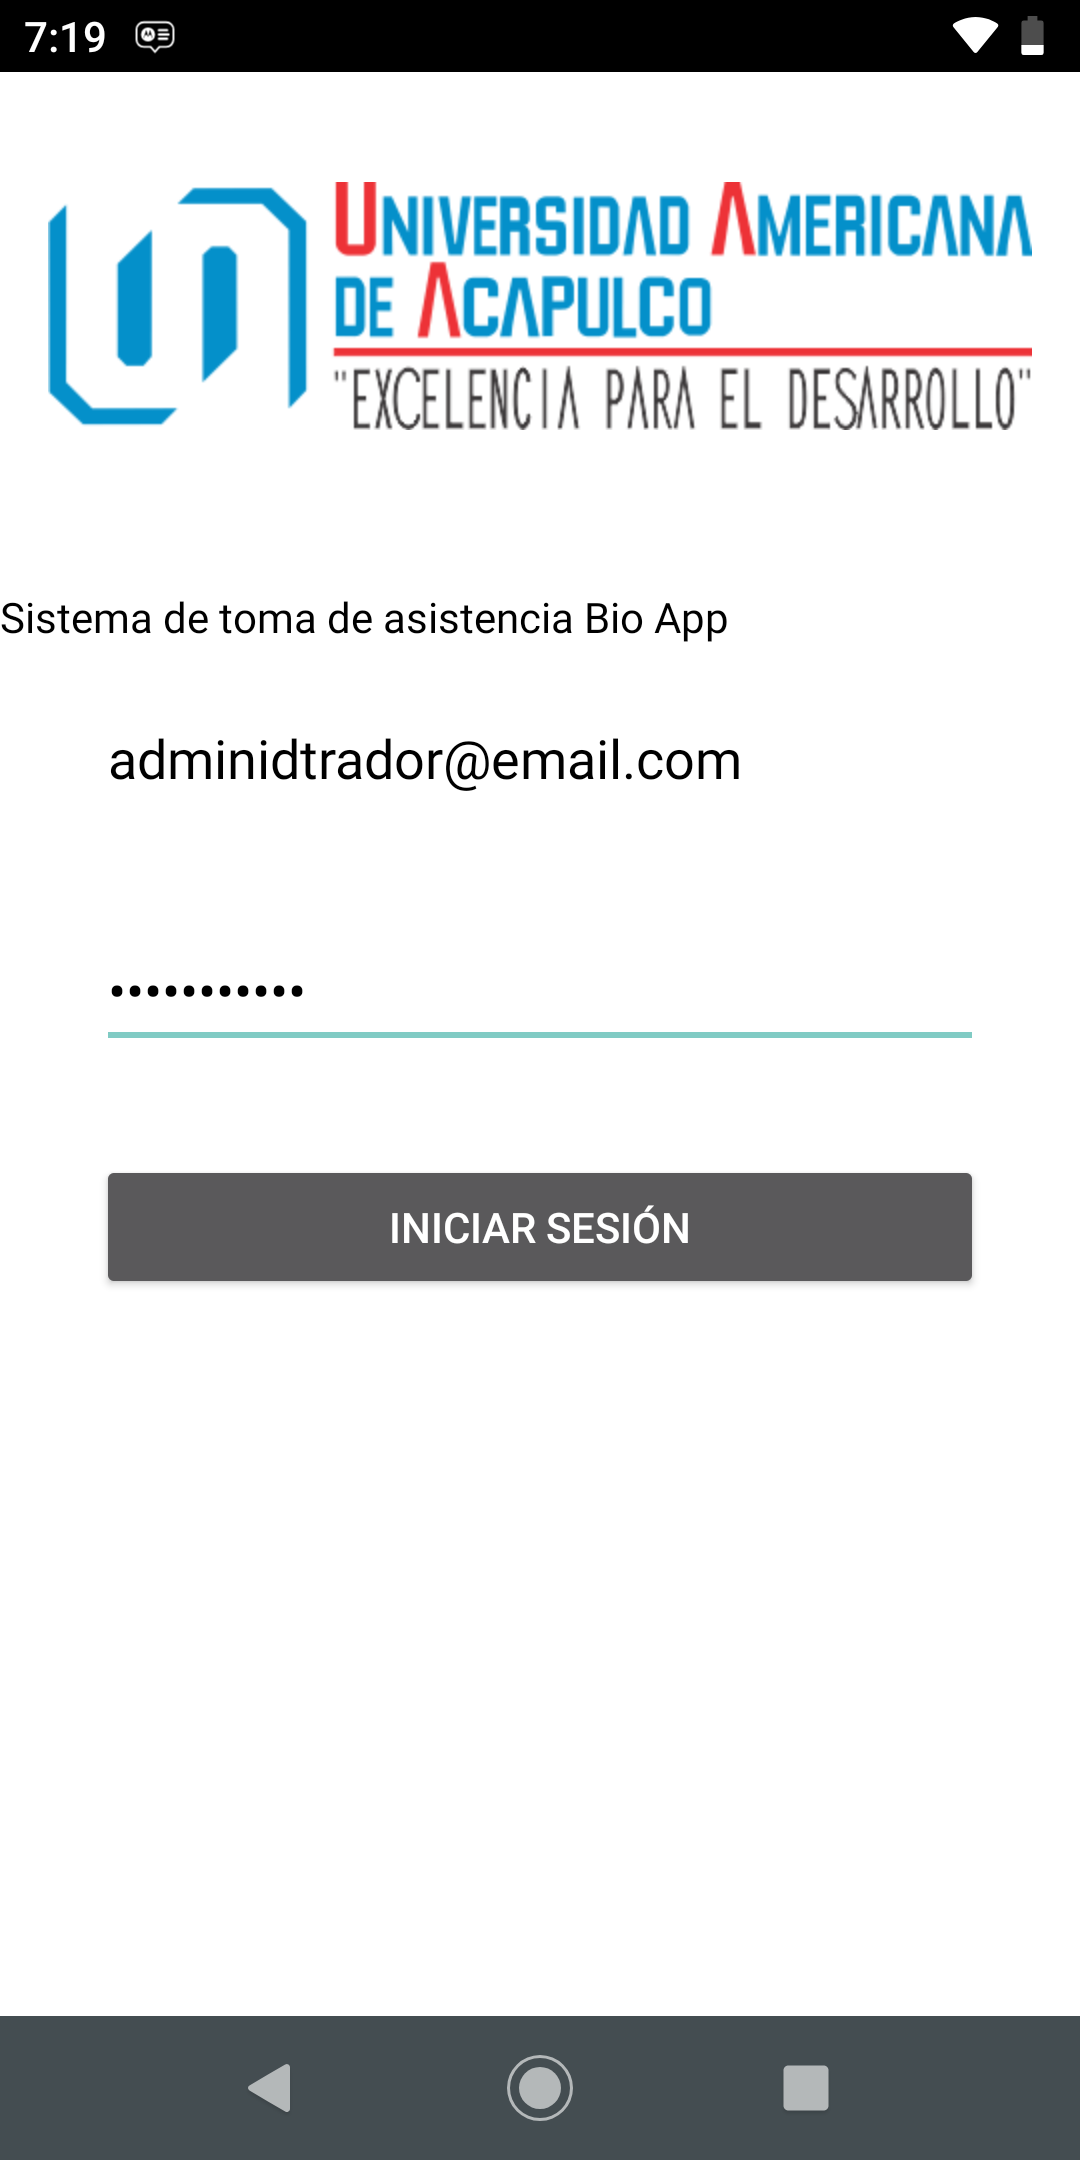 7:19
UNIVERSIDAD AMERICANA
DE ACAPULCO
"EXCELENCIA PARA EL DESARROLLO"
Sistema de toma de asistencia Bio App
adminidtrador@email.com
•••••••••••
INICIAR SESIÓN